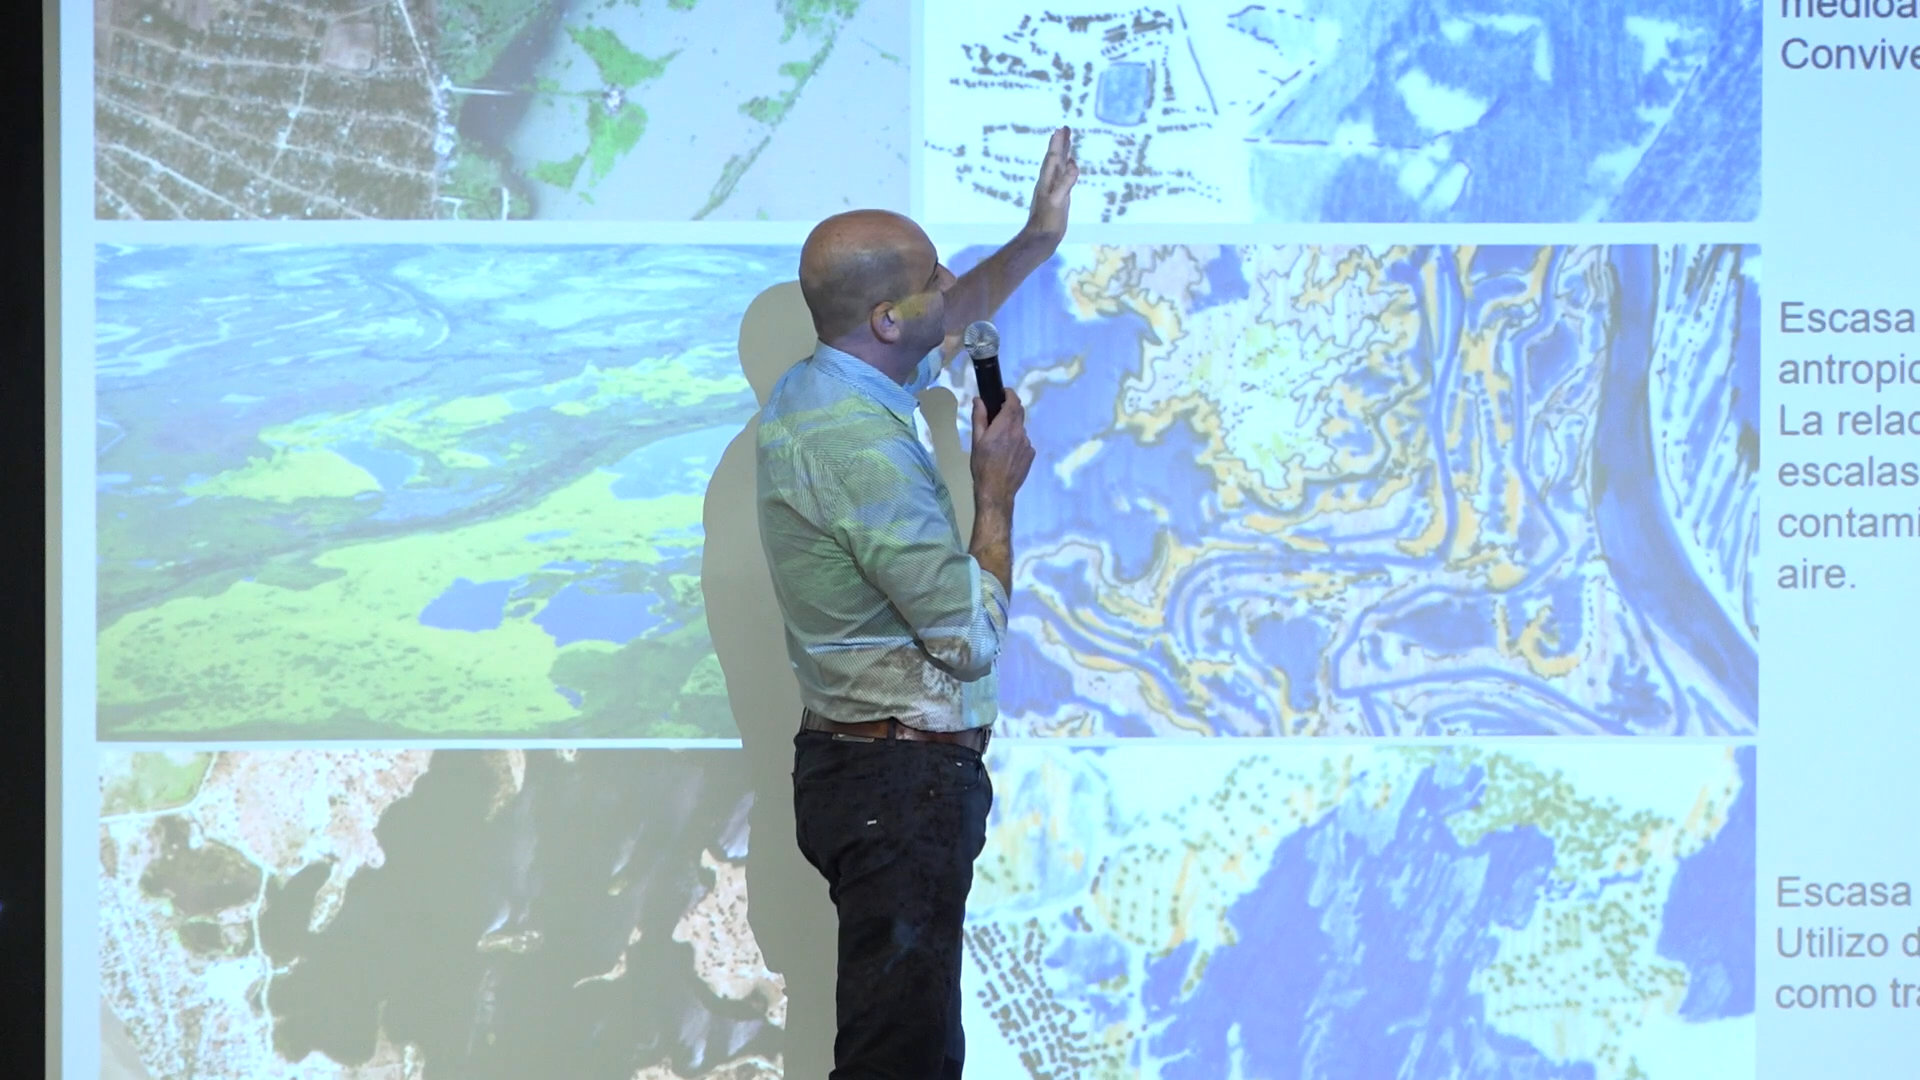 Convive
Escasa
antropic
La relac
escalas
contami
aire.
Escasa
Utilizo d
como tra